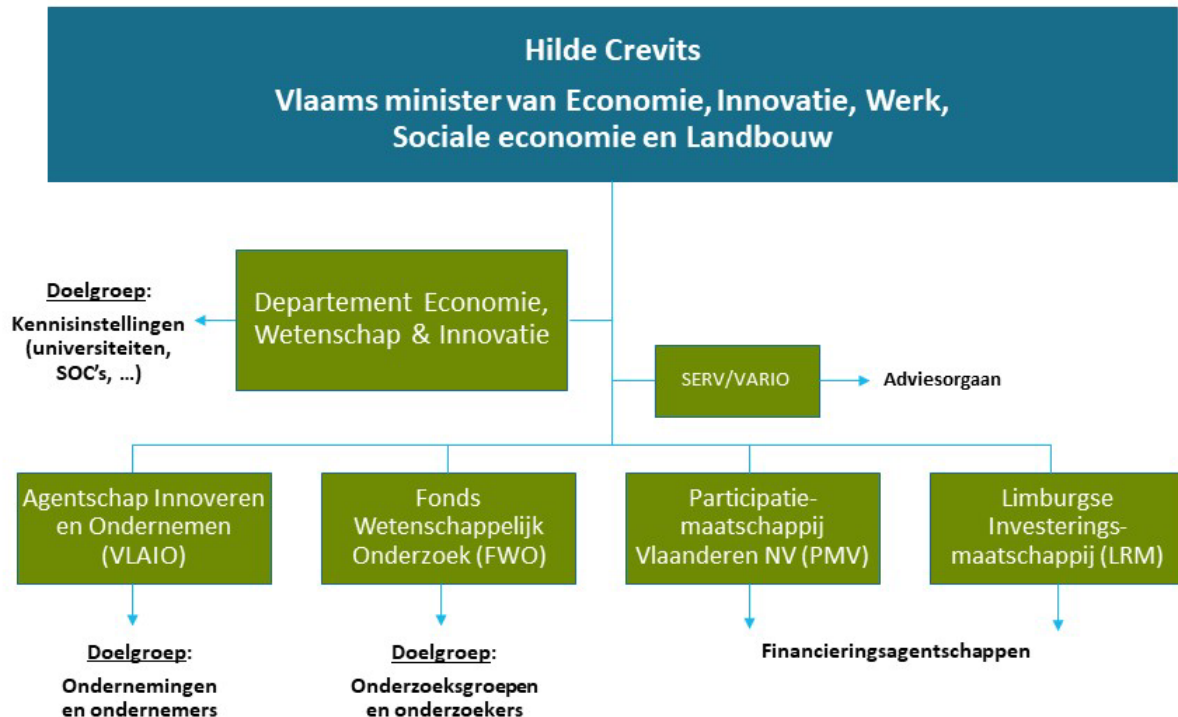 Hilde Crevits
Vlaams minister van Economie, Innovatie, Werk,
Sociale economie en Landbouw
Doelgroep:
Kennisinstellingen
(universiteiten,
SOC's, ...)
Departement Economie,
Wetenschap & Innovatie
SERV/VARIO
Adviesorgaan
Agentschap Innoveren
en Ondernemen
(VLAIO)
Fonds
Wetenschappelijk
Onderzoek (FWO)
Participatie-
maatschappij
Vlaanderen NV (PMV)
Limburgse
Investerings-
maatschappij (LRM)
Doelgroep:
Ondernemingen
en ondernemers
Doelgroep:
Onderzoeksgroepen
en onderzoekers
Financieringsagentschappen